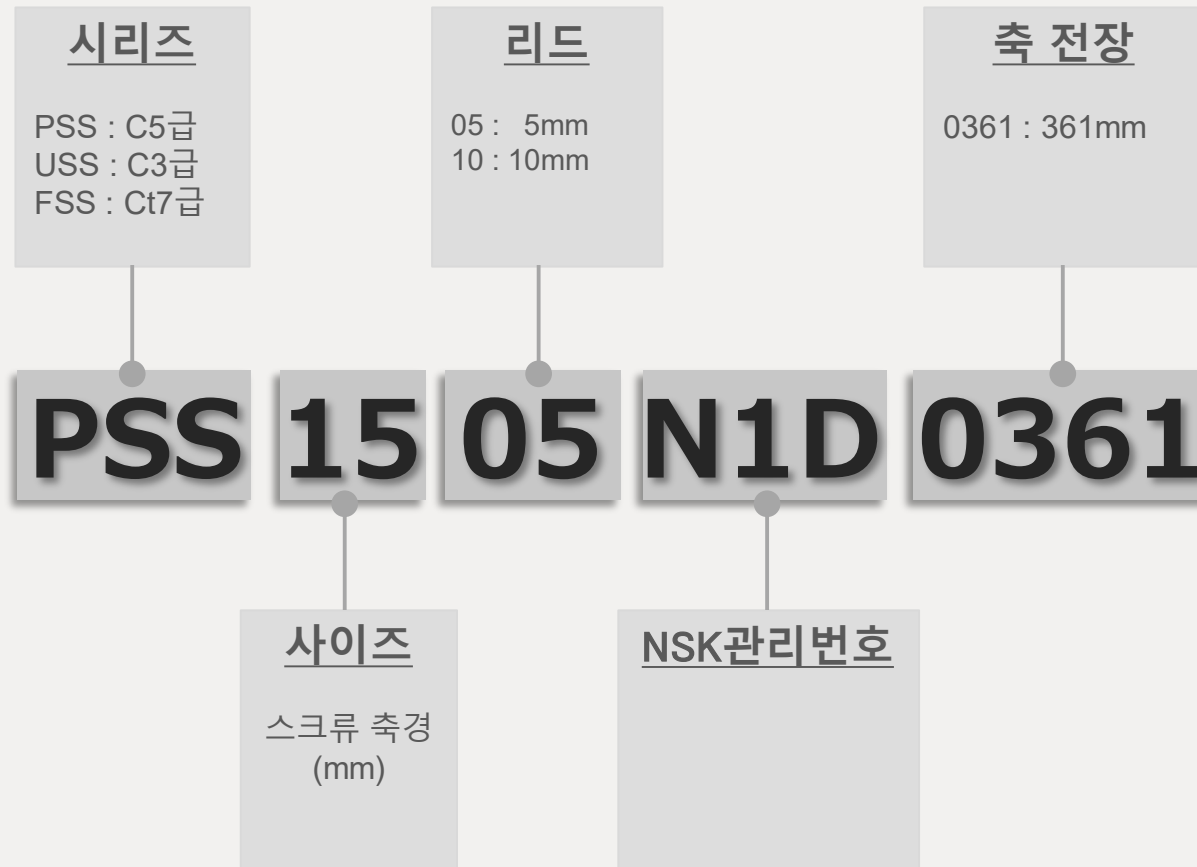 시리즈
PSS : C5급
USS : C3급
FSS : Ct7급
리드
05 : 5mm
10 : 10mm
축 전장
0361 : 361mm
PSS 15 05 N1D 0361
사이즈
스크류 축경
(mm)
NSK관리번호